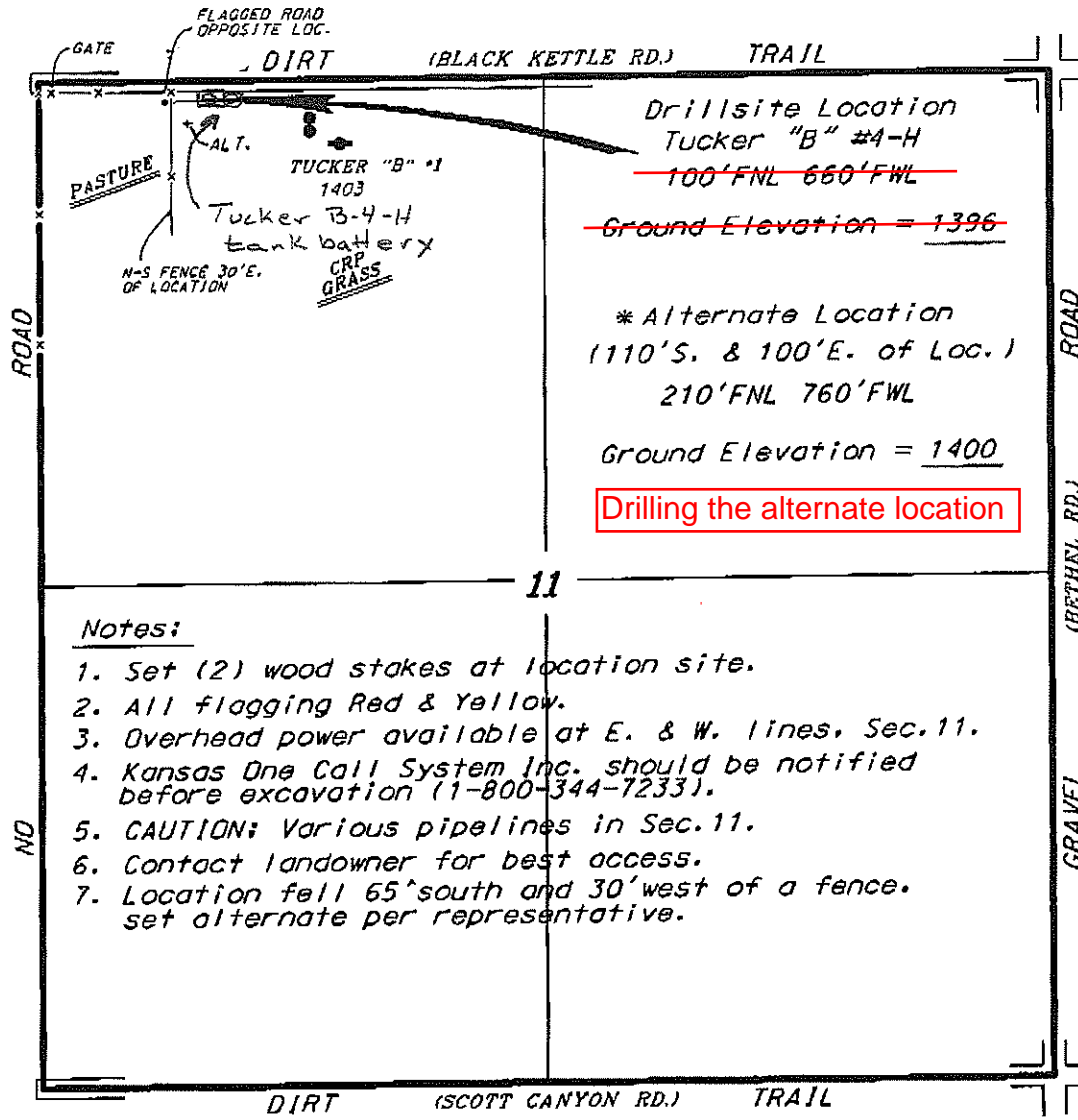 FLAGGED ROAD
OPPOSITE LOC.
GATE
DIRT (BLACK KETTLE RD.) TRAIL
Drillsite Location
Tucker "B" #4-H
100'FNL 660'FWL
Ground Elevation = 1396
ALT.
PASTURE
TUCKER "B" #1
1403
Tucker B-4-H
tank battery
CRP
GRASS
N-S FENCE 30'E.
OF LOCATION
* Alternate Location
(110'S. & 100'E. of Loc.)
210'FNL 760'FWL
Ground Elevation = 1400
Drilling the alternate location
ROAD
NO
ROAD
(BETHEL RD.)
GRAVEL
11
Notes:
1. Set (2) wood stakes at location site.
2. All flagging Red & Yellow.
3. Overhead power available at E. & W. lines, Sec.11.
4. Kansas One Call System Inc. should be notified
before excavation (1-800-344-7233).
5. CAUTION: Various pipelines in Sec.11.
6. Contact landowner for best access.
7. Location fell 65'south and 30'west of a fence.
set alternate per representative.
DIRT (SCOTT CANYON RD.) TRAIL